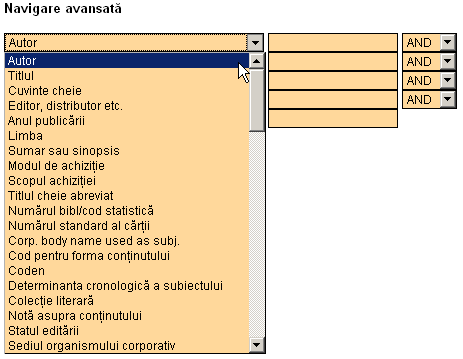 Navigare avansată
Autor AND
Autor AND
Titlul AND
Cuvinte cheie AND
Editor, distributor etc.
Anul publicării
Limba
Sumar sau sinopsis
Modul de achiziție
Scopul achiziției
Titlul cheie abreviat
Numărul bibl/cod statistică
Numărul standard al cărții
Corp. body name used as subj.
Cod pentru forma conținutului
Coden
Determinanta cronologică a subiectului
Colecție literară
Notă asupra conținutului
Statul editării
Sediul organismului corporativ